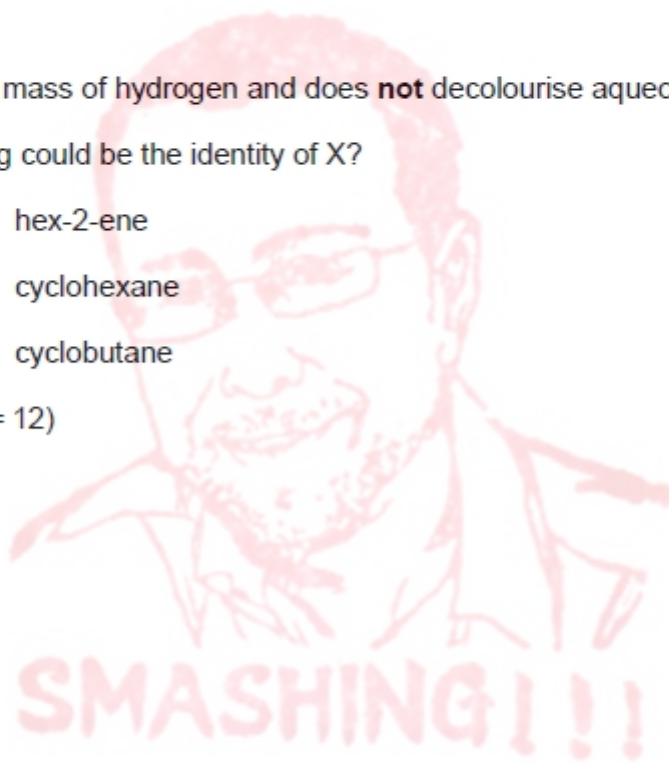 mass of hydrogen and does not decolourise
could be the identity of X?
hex-2-ene
cyclohexane
cyclobutane
= 12)
SMASHING!!!